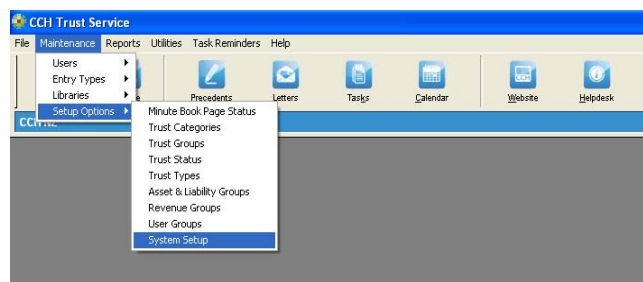 CCH Trust Service
File Maintenance Reports Utilities Task Reminders Help
Users
Entry Types
Libraries
Setup Options
Precedents Letters Tasks Calendar Website Helpdesk
Minute Book Page Status
Trust Categories
Trust Groups
Trust Status
Trust Types
Asset & Liability Groups
Revenue Groups
User Groups
System Setup